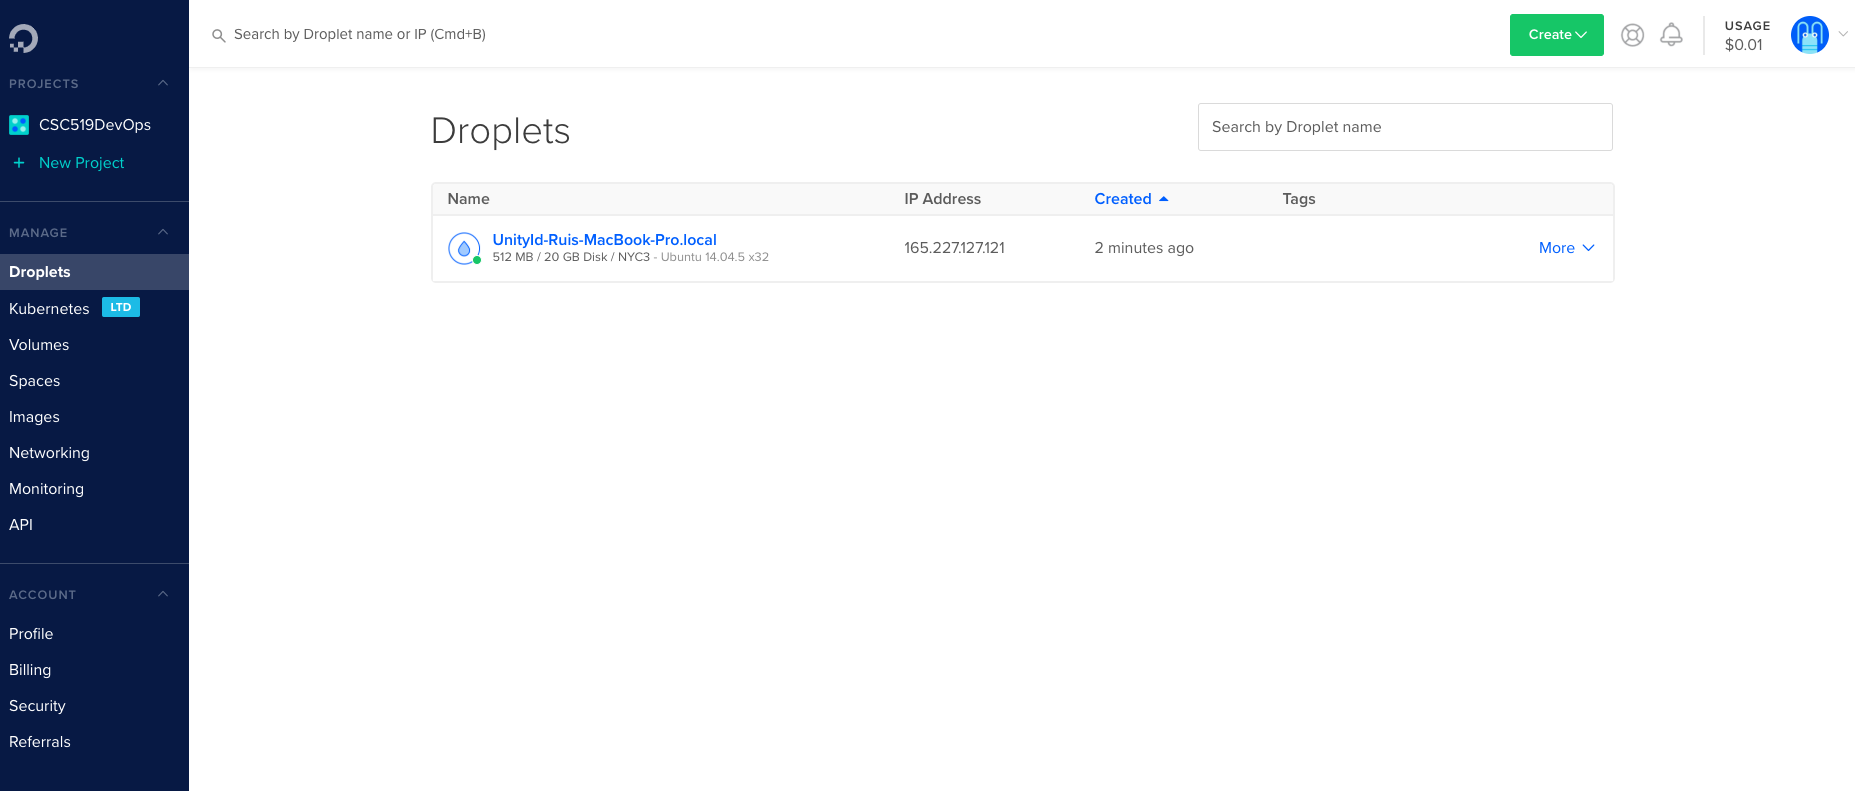 Search by Droplet name or IP (Cmd+B)
Create
USAGE
$0.01
PROJECTS
CSC519DevOps
+ New Project
MANAGE
Droplets
Kubernetes LTD
Volumes
Spaces
Images
Networking
Monitoring
API
ACCOUNT
Profile
Billing
Security
Referrals
Droplets
Search by Droplet name
Name IP Address Created Tags
UnityId-Ruis-MacBook-Pro.local
512 MB / 20 GB Disk / NYC3 - Ubuntu 14.04.5 x32
165.227.127.121
2 minutes ago
More